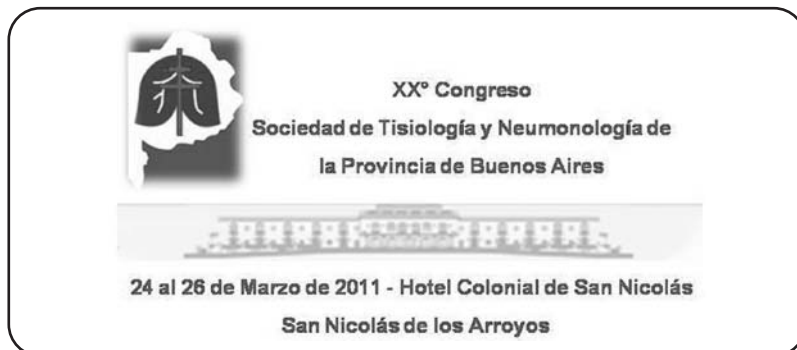 XX° Congreso
Sociedad de Tisiología y Neumonología de
la Provincia de Buenos Aires
24 al 26 de Marzo de 2011 - Hotel Colonial de San Nicolás
San Nicolás de los Arroyos